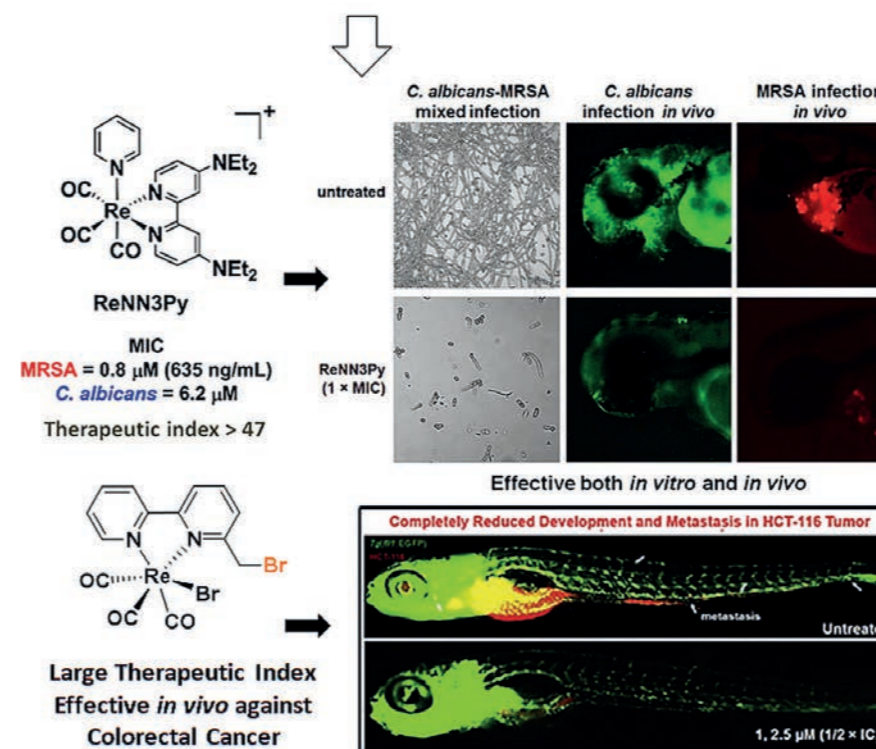 C. albicans-MRSA
mixed infection
C. albicans
infection in vivo
MRSA infection
in vivo
untreated
ReNN3Py
(1 × MIC)
+
N
NEt2
OC
N
Re
OC
N
CO
NEt2
ReNN3Py
MIC
MRSA = 0.8 µM (635 ng/mL)
C. albicans = 6.2 µM
Therapeutic index > 47
Effective both in vitro and in vivo
N
N
Br
OC
Re
Br
OC
CO
Large Therapeutic Index
Effective in vivo against
Colorectal Cancer
Completely Reduced Development and Metastasis in HCT-116 Tumor
HCT-116
metastasis
Untreate
1, 2.5 µM (1/2 × IC